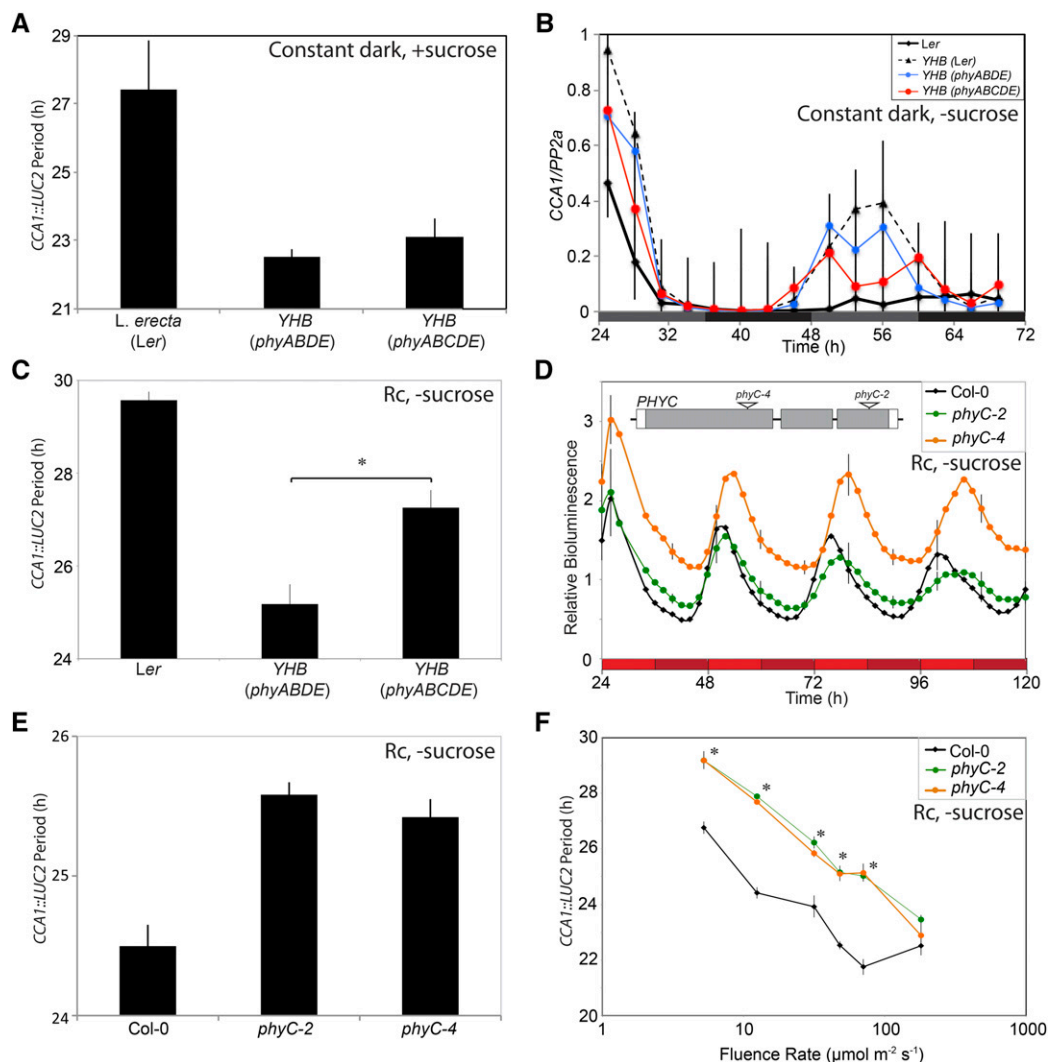 A
CCA1::LUC2 Period (h)
29
27
25
23
21
Constant dark, +sucrose
L. erecta
(Ler)
YHB
(phyABDE)
YHB
(phyABCDE)
B
CCA1/PP2a
1
0.8
0.6
0.4
0.2
0
Ler
YHB (Ler)
YHB (phyABDE)
YHB (phyABCDE)
Constant dark, -sucrose
24
32
40
48
56
64
72
Time (h)
C
CCA1::LUC2 Period (h)
30
28
26
24
Rc, -sucrose
*
Ler
YHB
(phyABDE)
YHB
(phyABCDE)
D
Relative Bioluminescence
3
2
1
0
PHYC
phyC-4
phyC-2
Col-0
phyC-2
phyC-4
Rc, -sucrose
24
48
72
96
120
Time (h)
E
CCA1::LUC2 Period (h)
26
25
24
Rc, -sucrose
Col-0
phyC-2
phyC-4
F
CCA1::LUC2 Period (h)
30
28
26
24
22
20
*
*
*
*
*
Col-0
phyC-2
phyC-4
Rc, -sucrose
1
10
100
1000
Fluence Rate (μmol m⁻² s⁻¹)